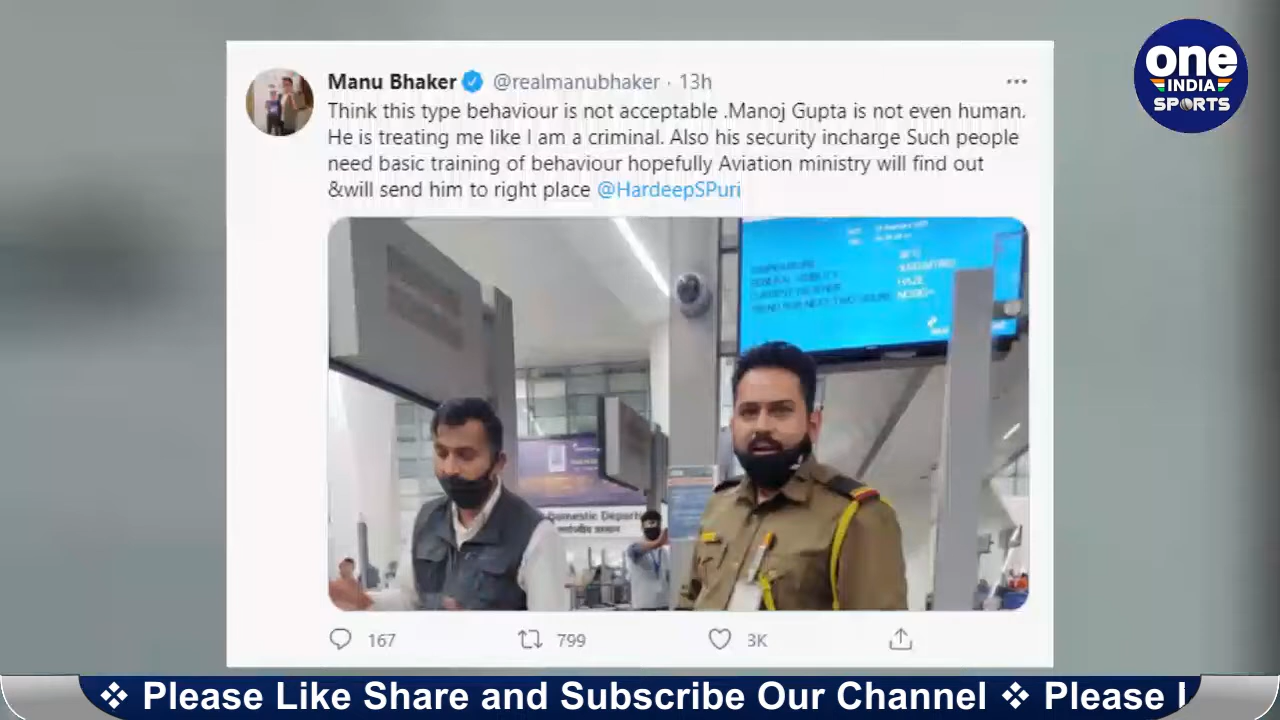 one
INDIA
SPORTS
Manu Bhaker @realmanubhaker · 13h
Think this type behaviour is not acceptable .Manoj Gupta is not even human.
He is treating me like I am a criminal. Also his security incharge Such people
need basic training of behaviour hopefully Aviation ministry will find out
&will send him to right place @HardeepSPuri
Domestic
167 799 3K
❖ Please Like Share and Subscribe Our Channel ❖ Please